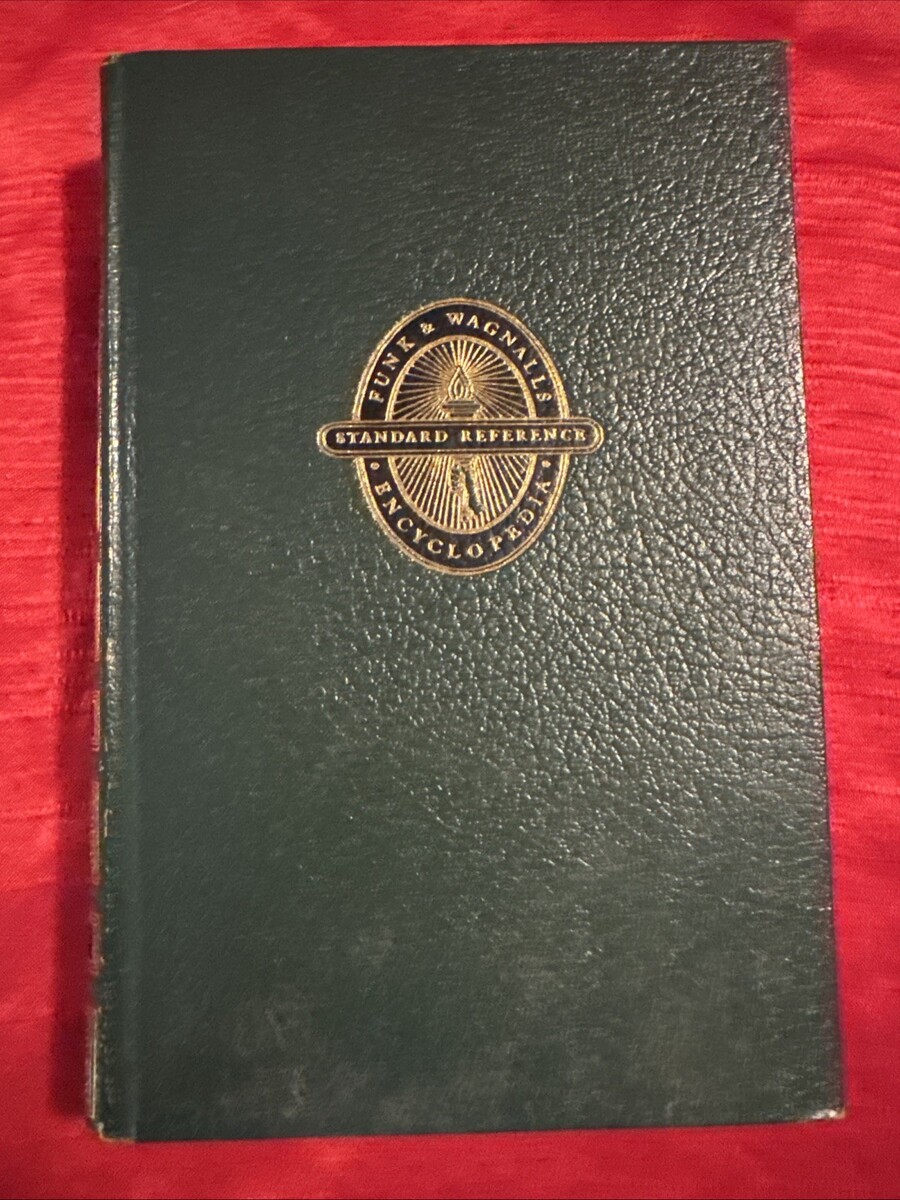 FUNK & WAGNALLS
STANDARD REFERENCE
ENCYCLOPEDIA